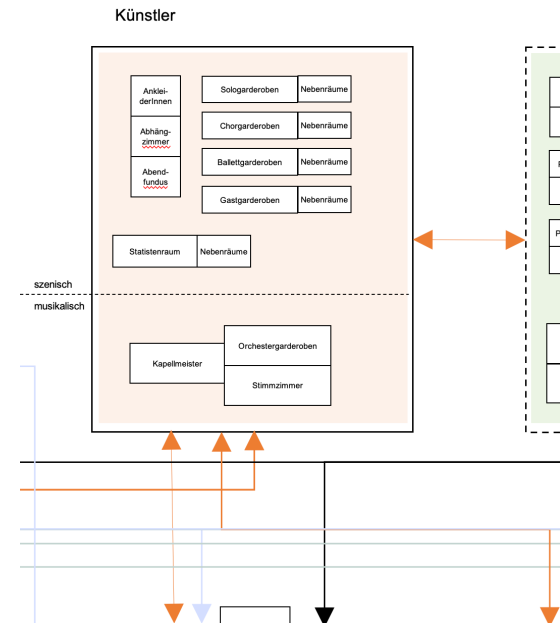 Künstler
Anklei-
derInnen
Abhäng-
zimmer
Abend-
fundus
Sologarderoben Nebenräume
Chorgarderoben Nebenräume
Ballettgarderoben Nebenräume
Gastgarderoben Nebenräume
Statistenraum Nebenräume
szenisch
musikalisch
Kapellmeister
Orchestergarderoben
Stimmzimmer